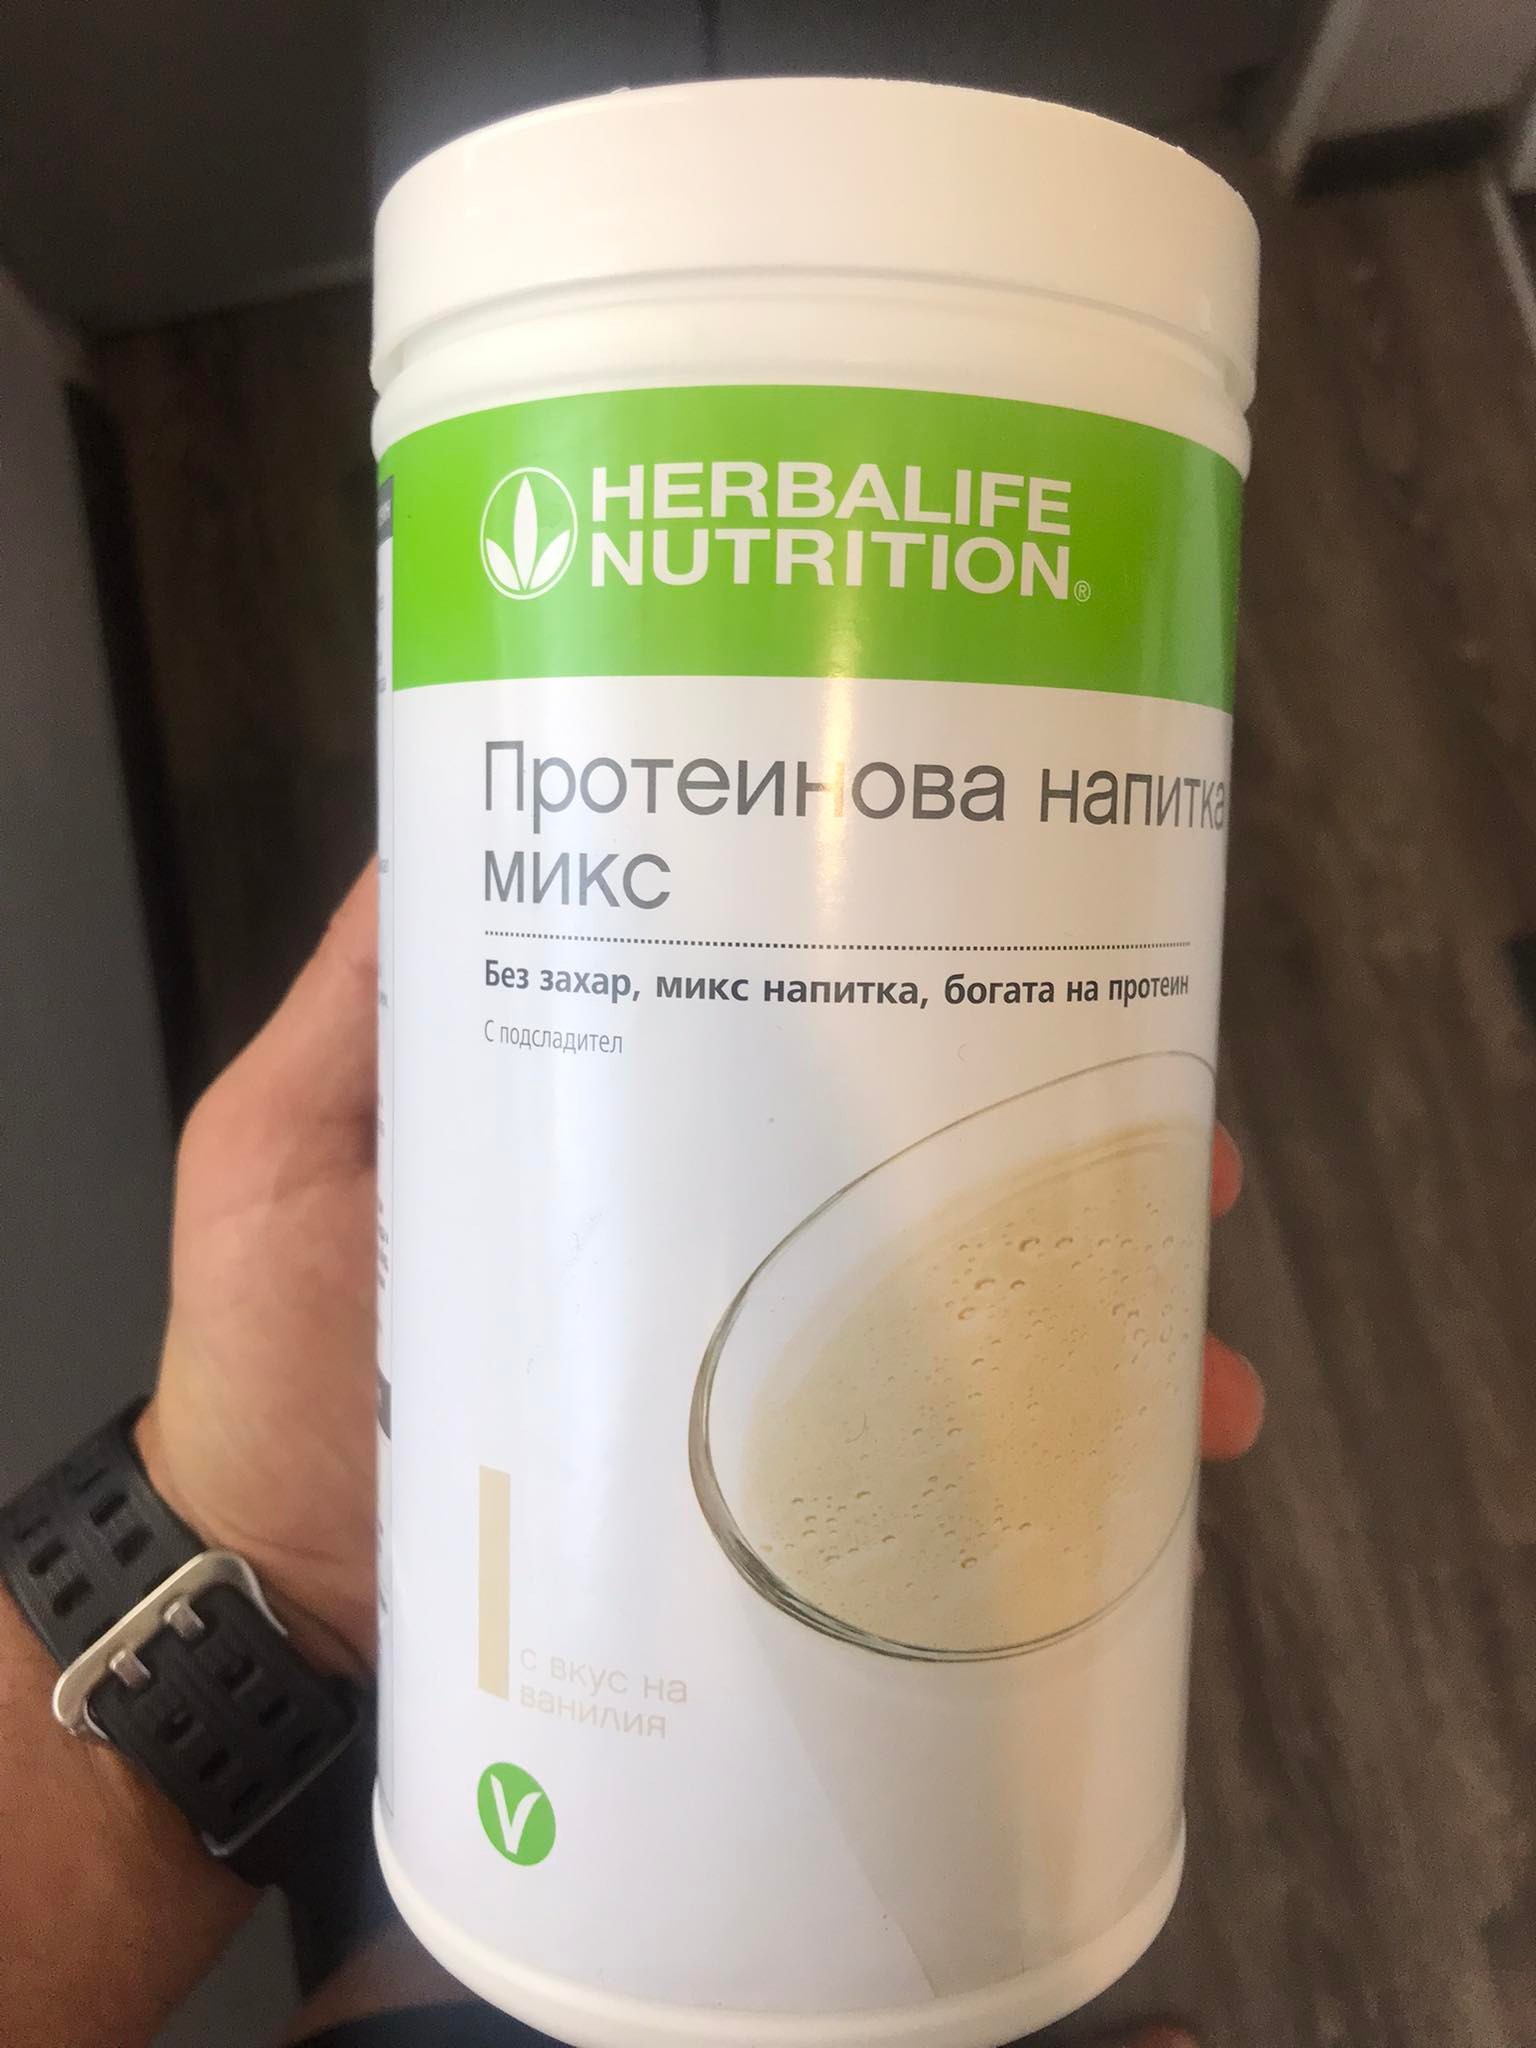 HERBALIFE
NUTRITION®
Протеинова напитка
микс
Без захар, микс напитка, богата на протеин
С подсладител
с вкус на
ванилия
V